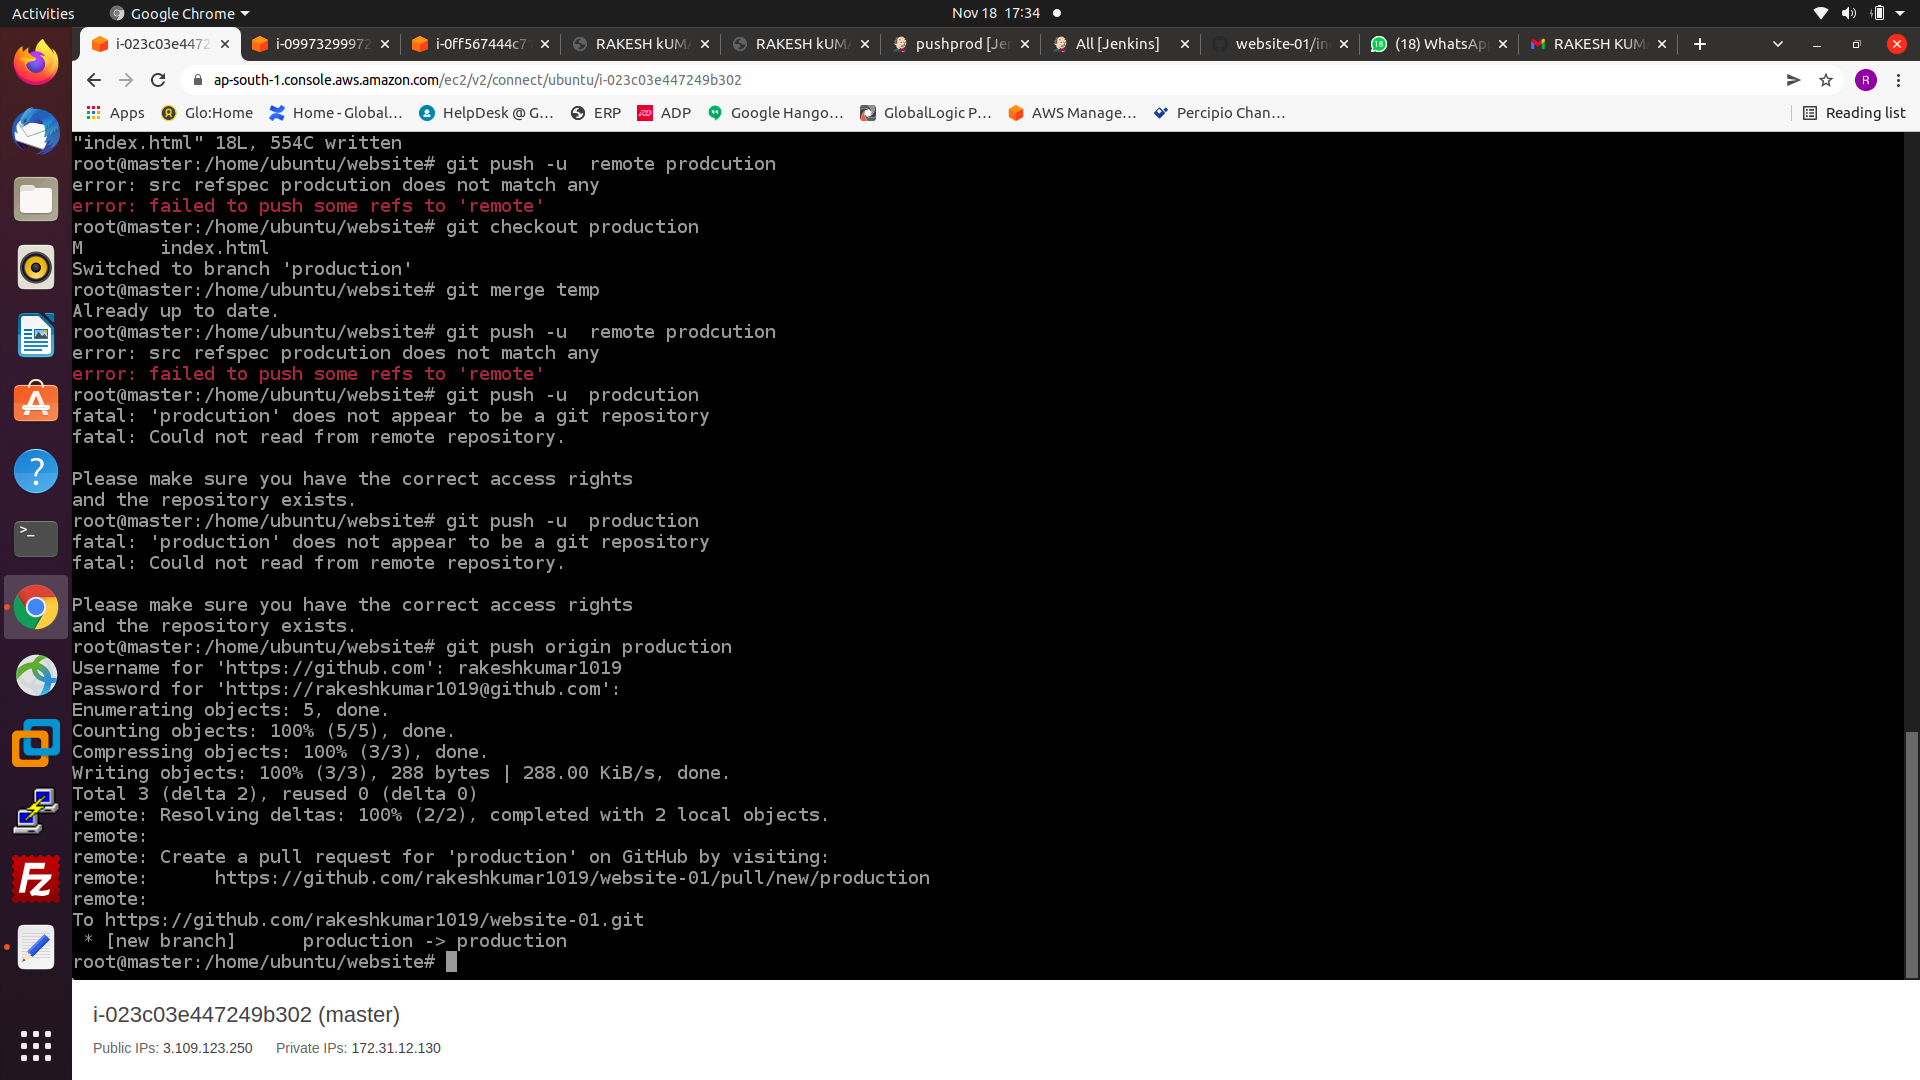 Activities
Google Chrome
Nov 18 17:34
i-023c03e4472
i-09973299972
i-0ff567444c7
RAKESH kUMA
RAKESH kUMA
pushprod [Je
All [Jenkins]
website-01/in
(18) WhatsAp
RAKESH KUM
ap-south-1.console.aws.amazon.com/ec2/v2/connect/ubuntu/i-023c03e447249b302
R
Apps
Glo:Home
Home - Global...
HelpDesk @ G...
ERP
ADP
Google Hango...
GlobalLogic P...
AWS Manage...
Percipio Chan...
Reading list
"index.html" 18L, 554C written
root@master:/home/ubuntu/website# git push -u  remote prodcution
error: src refspec prodcution does not match any
error: failed to push some refs to 'remote'
root@master:/home/ubuntu/website# git checkout production
M       index.html
Switched to branch 'production'
root@master:/home/ubuntu/website# git merge temp
Already up to date.
root@master:/home/ubuntu/website# git push -u  remote prodcution
error: src refspec prodcution does not match any
error: failed to push some refs to 'remote'
root@master:/home/ubuntu/website# git push -u  prodcution
fatal: 'prodcution' does not appear to be a git repository
fatal: Could not read from remote repository.
Please make sure you have the correct access rights
and the repository exists.
root@master:/home/ubuntu/website# git push -u  production
fatal: 'production' does not appear to be a git repository
fatal: Could not read from remote repository.
Please make sure you have the correct access rights
and the repository exists.
root@master:/home/ubuntu/website# git push origin production
Username for 'https://github.com': rakeshkumar1019
Password for 'https://rakeshkumar1019@github.com':
Enumerating objects: 5, done.
Counting objects: 100% (5/5), done.
Compressing objects: 100% (3/3), done.
Writing objects: 100% (3/3), 288 bytes | 288.00 KiB/s, done.
Total 3 (delta 2), reused 0 (delta 0)
remote: Resolving deltas: 100% (2/2), completed with 2 local objects.
remote:
remote: Create a pull request for 'production' on GitHub by visiting:
remote:      https://github.com/rakeshkumar1019/website-01/pull/new/production
remote:
To https://github.com/rakeshkumar1019/website-01.git
 * [new branch]      production -> production
root@master:/home/ubuntu/website#
i-023c03e447249b302 (master)
Public IPs: 3.109.123.250
Private IPs: 172.31.12.130